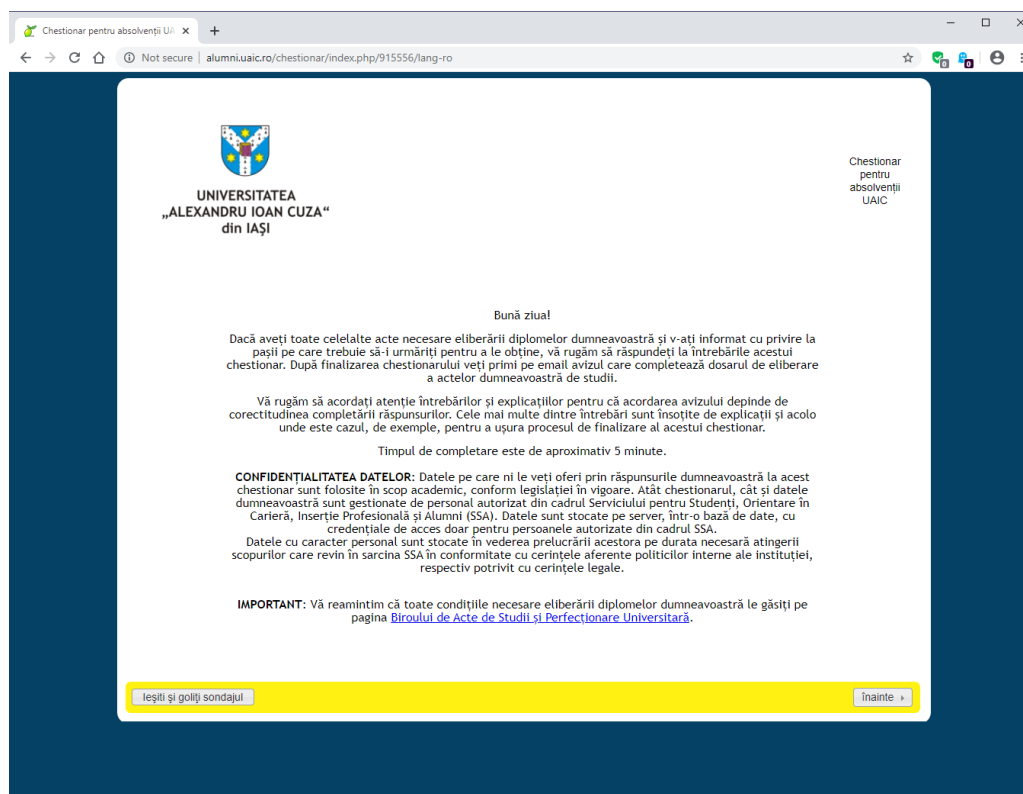 Chestionar pentru absolvenții UA
Not secure | alumni.uaic.ro/chestionar/index.php/915556/lang-ro
0
0
UNIVERSITATEA
„ALEXANDRU IOAN CUZA“
din IAŞI
Chestionar
pentru
absolvenții
UAIC
Bună ziua!
Dacă aveți toate celelalte acte necesare eliberării diplomelor dumneavoastră și v-ați informat cu privire la
pașii pe care trebuie să-i urmăriți pentru a le obține, vă rugăm să răspundeți la întrebările acestui
chestionar. După finalizarea chestionarului veți primi pe email avizul care completează dosarul de eliberare
a actelor dumneavoastră de studii.
Vă rugăm să acordați atenție întrebărilor și explicațiilor pentru că acordarea avizului depinde de
corectitudinea completării răspunsurilor. Cele mai multe dintre întrebări sunt însoțite de explicații și acolo
unde este cazul, de exemple, pentru a ușura procesul de finalizare al acestui chestionar.
Timpul de completare este de aproximativ 5 minute.
CONFIDENȚIALITATEA DATELOR: Datele pe care ni le veți oferi prin răspunsurile dumneavoastră la acest
chestionar sunt folosite în scop academic, conform legislației în vigoare. Atât chestionarul, cât și datele
dumneavoastră sunt gestionate de personal autorizat din cadrul Serviciului pentru Studenți, Orientare în
Carieră, Inserție Profesională și Alumni (SSA). Datele sunt stocate pe server, într-o bază de date, cu
credențiale de acces doar pentru persoanele autorizate din cadrul SSA.
Datele cu caracter personal sunt stocate în vederea prelucrării acestora pe durata necesară atingerii
scopurilor care revin în sarcina SSA în conformitate cu cerințele aferente politicilor interne ale instituției,
respectiv potrivit cu cerințele legale.
IMPORTANT: Vă reamintim că toate condițiile necesare eliberării diplomelor dumneavoastră le găsiți pe
pagina Biroului de Acte de Studii și Perfecționare Universitară.
Ieşiti şi goliţi sondajul
înainte